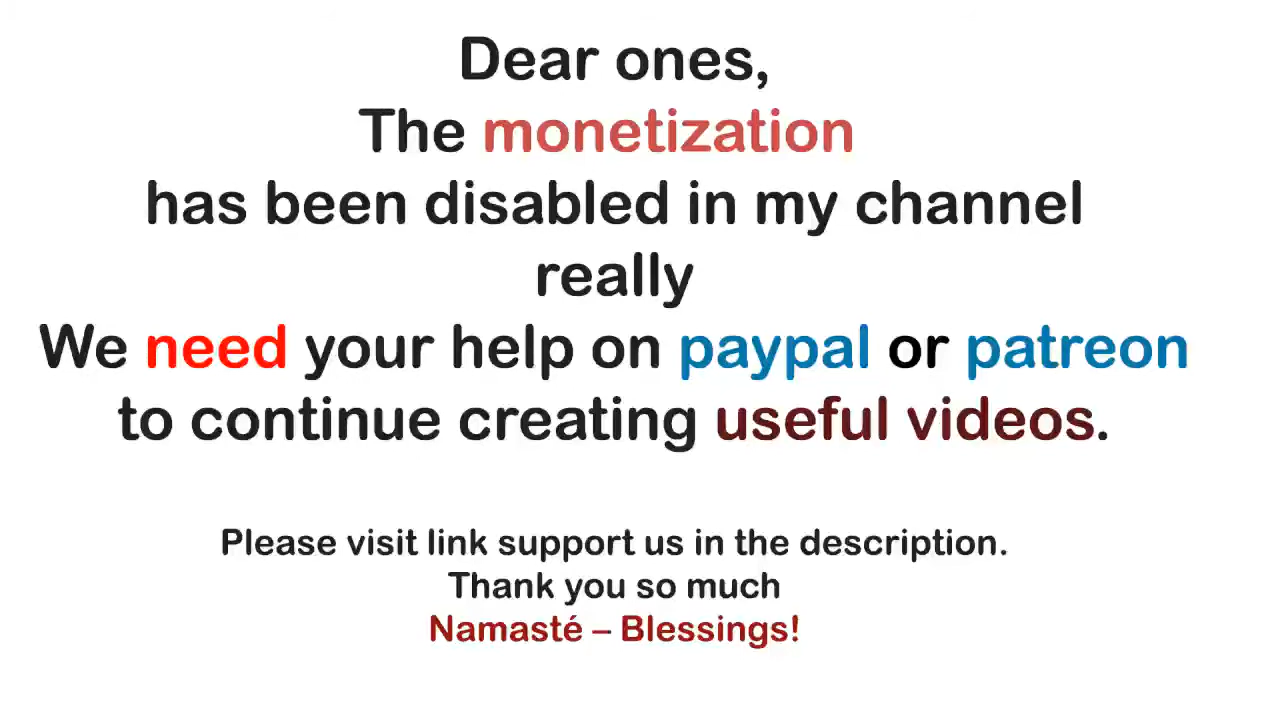 Dear ones,
The monetization
has been disabled in my channel
really
We need your help on paypal or patreon
to continue creating useful videos.
Please visit link support us in the description.
Thank you so much
Namasté – Blessings!